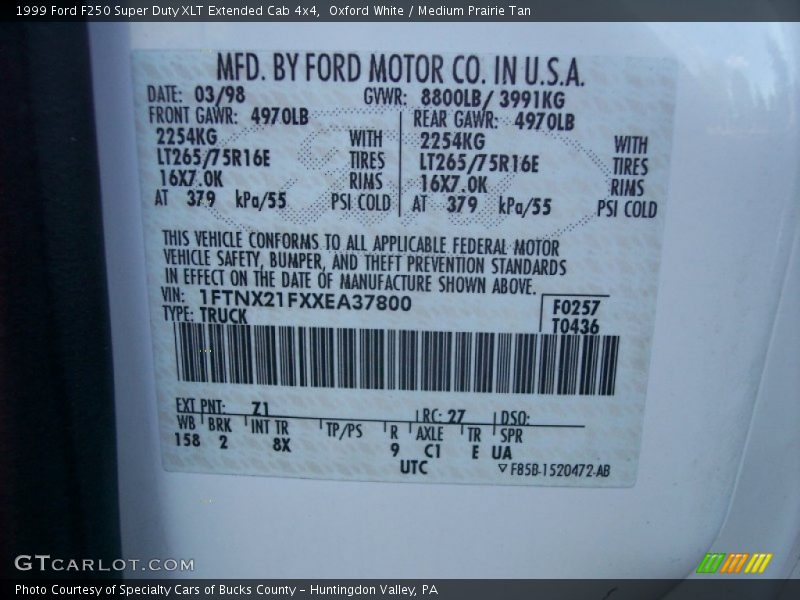 1999 Ford F250 Super Duty XLT Extended Cab 4x4,  Oxford White / Medium Prairie Tan
MFD. BY FORD MOTOR CO. IN U.S.A.
DATE: 03/98 GVWR: 8800LB/ 3991KG
FRONT GAWR: 4970LB REAR GAWR: 4970LB
2254KG WITH 2254KG WITH
LT265/75R16E TIRES LT265/75R16E TIRES
16X7.0K RIMS 16X7.0K RIMS
AT 379 kPa/55 PSI COLD AT 379 kPa/55 PSI COLD
THIS VEHICLE CONFORMS TO ALL APPLICABLE FEDERAL MOTOR
VEHICLE SAFETY, BUMPER, AND THEFT PREVENTION STANDARDS
IN EFFECT ON THE DATE OF MANUFACTURE SHOWN ABOVE.
VIN: 1FTNX21FXXEA37800 F0257
TYPE: TRUCK T0436
EXT PNT: Z1 RC: 27 DSO:
WB BRK INT TR TP/PS R AXLE TR SPR
158 2 8X 9 C1 E UA
UTC F85B-1520472-AB
GTCARLOT.COM
Photo Courtesy of Specialty Cars of Bucks County – Huntingdon Valley, PA